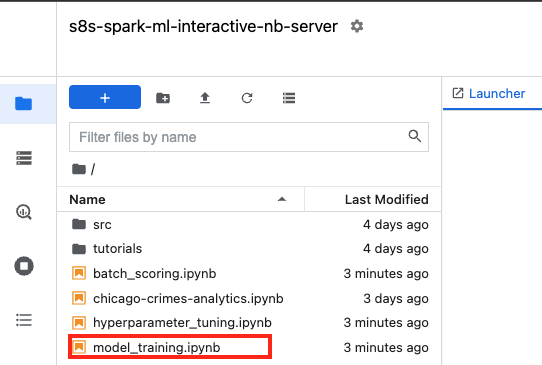 s8s-spark-ml-interactive-nb-server
+
Launcher
Filter files by name
/
Name Last Modified
src 4 days ago
tutorials 4 days ago
batch_scoring.ipynb 3 minutes ago
chicago-crimes-analytics.ipynb 3 days ago
hyperparameter_tuning.ipynb 3 minutes ago
model_training.ipynb 3 minutes ago